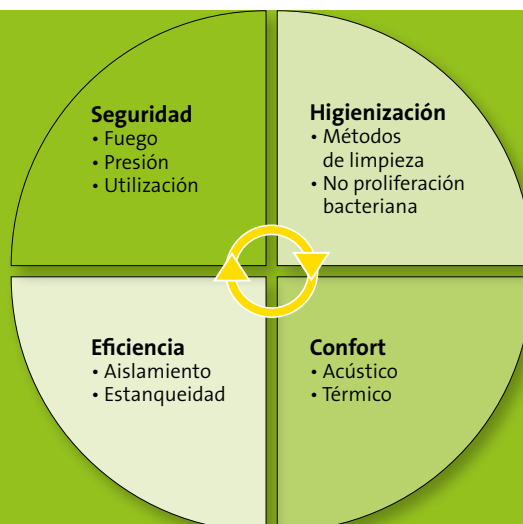 Seguridad
• Fuego
• Presión
• Utilización
Higienización
• Métodos
de limpieza
• No proliferación
bacteriana
Eficiencia
• Aislamiento
• Estanqueidad
Confort
• Acústico
• Térmico